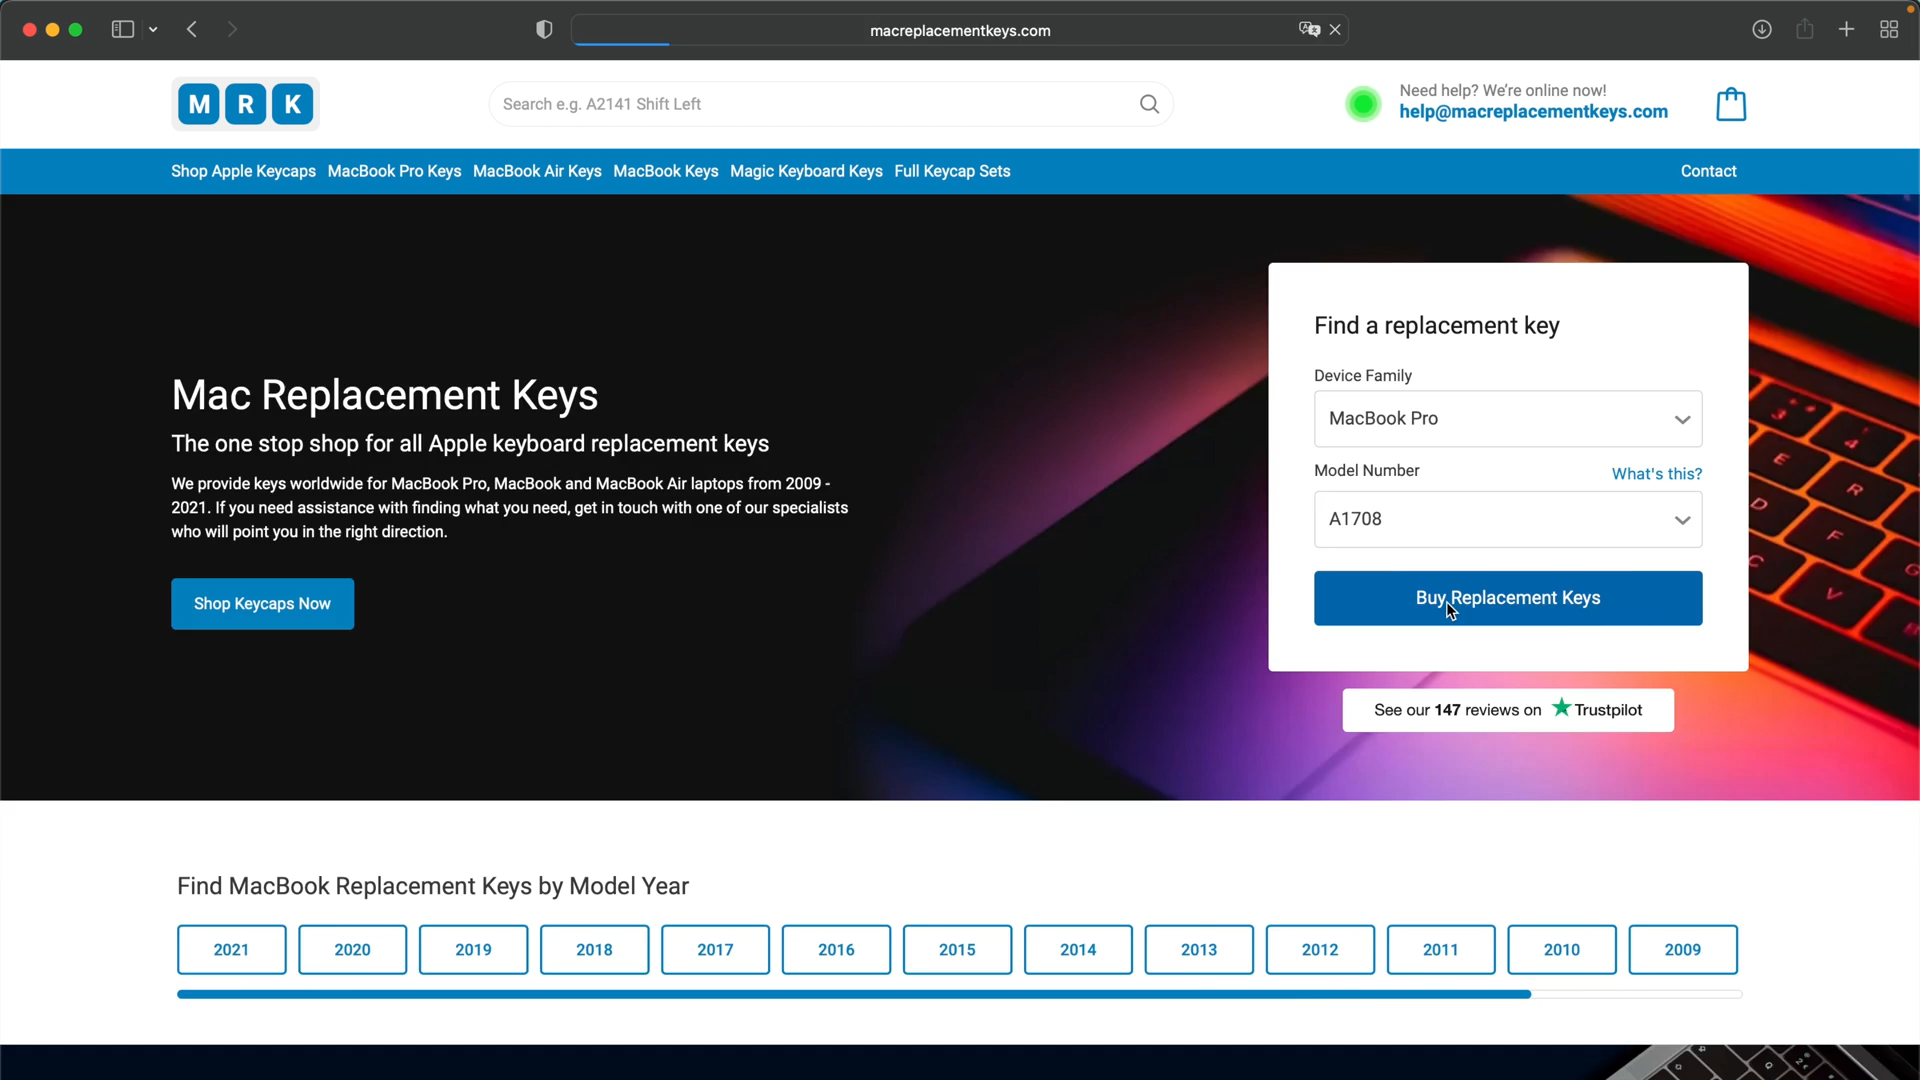 macreplacementkeys.com
M R K
Search e.g. A2141 Shift Left
Need help? We're online now!
help@macreplacementkeys.com
Shop Apple Keycaps MacBook Pro Keys MacBook Air Keys MacBook Keys Magic Keyboard Keys Full Keycap Sets Contact
Mac Replacement Keys
The one stop shop for all Apple keyboard replacement keys
We provide keys worldwide for MacBook Pro, MacBook and MacBook Air laptops from 2009 -
2021. If you need assistance with finding what you need, get in touch with one of our specialists
who will point you in the right direction.
Shop Keycaps Now
Find a replacement key
Device Family
MacBook Pro
Model Number What's this?
A1708
Buy Replacement Keys
See our 147 reviews on Trustpilot
3 4
E R
D F G
C V
Find MacBook Replacement Keys by Model Year
2021 2020 2019 2018 2017 2016 2015 2014 2013 2012 2011 2010 2009